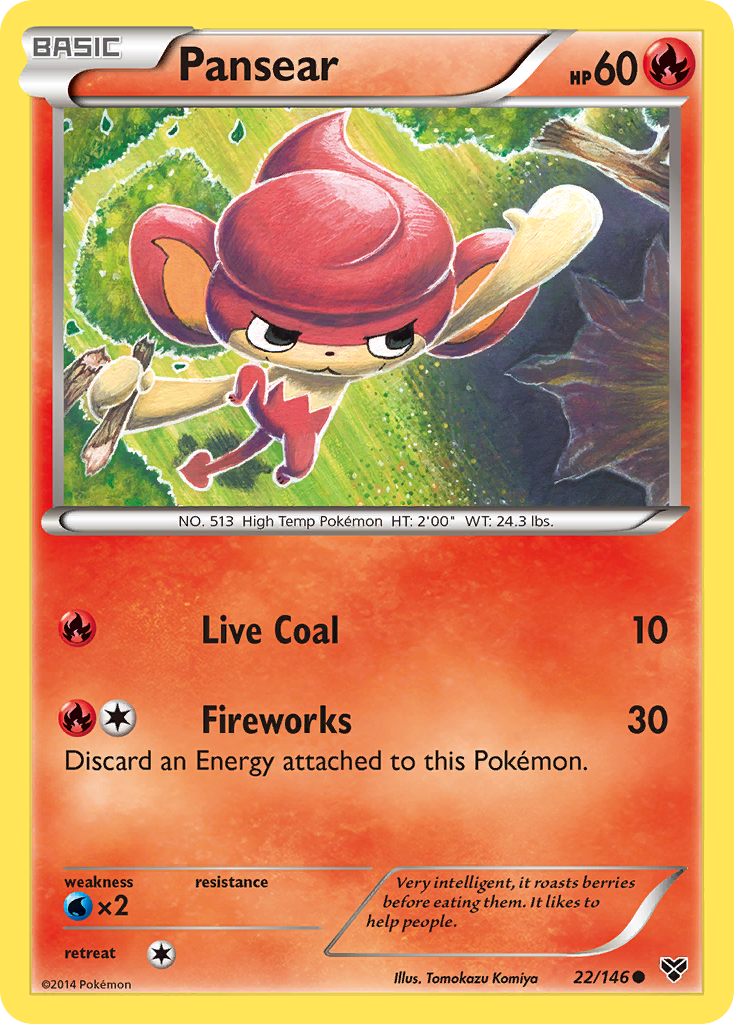 BASIC
Pansear
HP60
NO. 513 High Temp Pokémon HT: 2'00" WT: 24.3 lbs.
Live Coal 10
Fireworks 30
Discard an Energy attached to this Pokémon.
weakness resistance
×2
retreat
Very intelligent, it roasts berries
before eating them. It likes to
help people.
©2014 Pokémon
Illus. Tomokazu Komiya
22/146